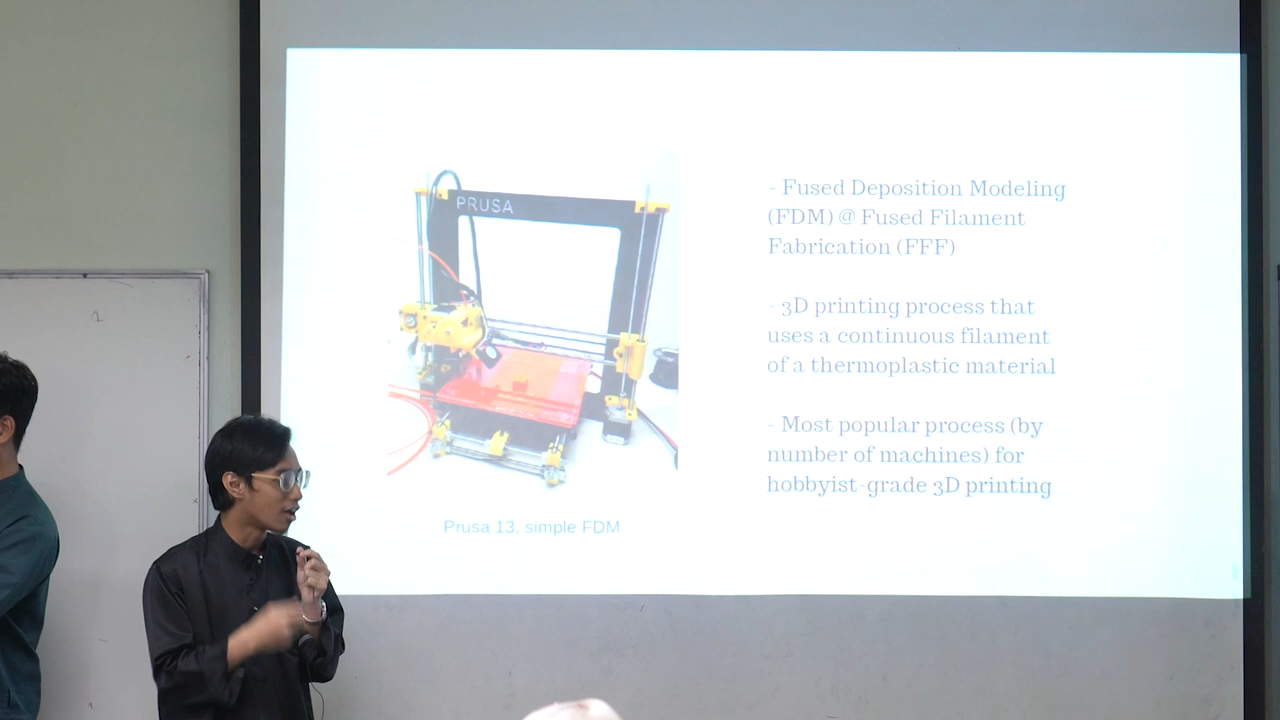 PRUSA
Prusa 13, simple FDM
- Fused Deposition Modeling
(FDM) @ Fused Filament
Fabrication (FFF)
- 3D printing process that
uses a continuous filament
of a thermoplastic material
- Most popular process (by
number of machines) for
hobbyist-grade 3D printing